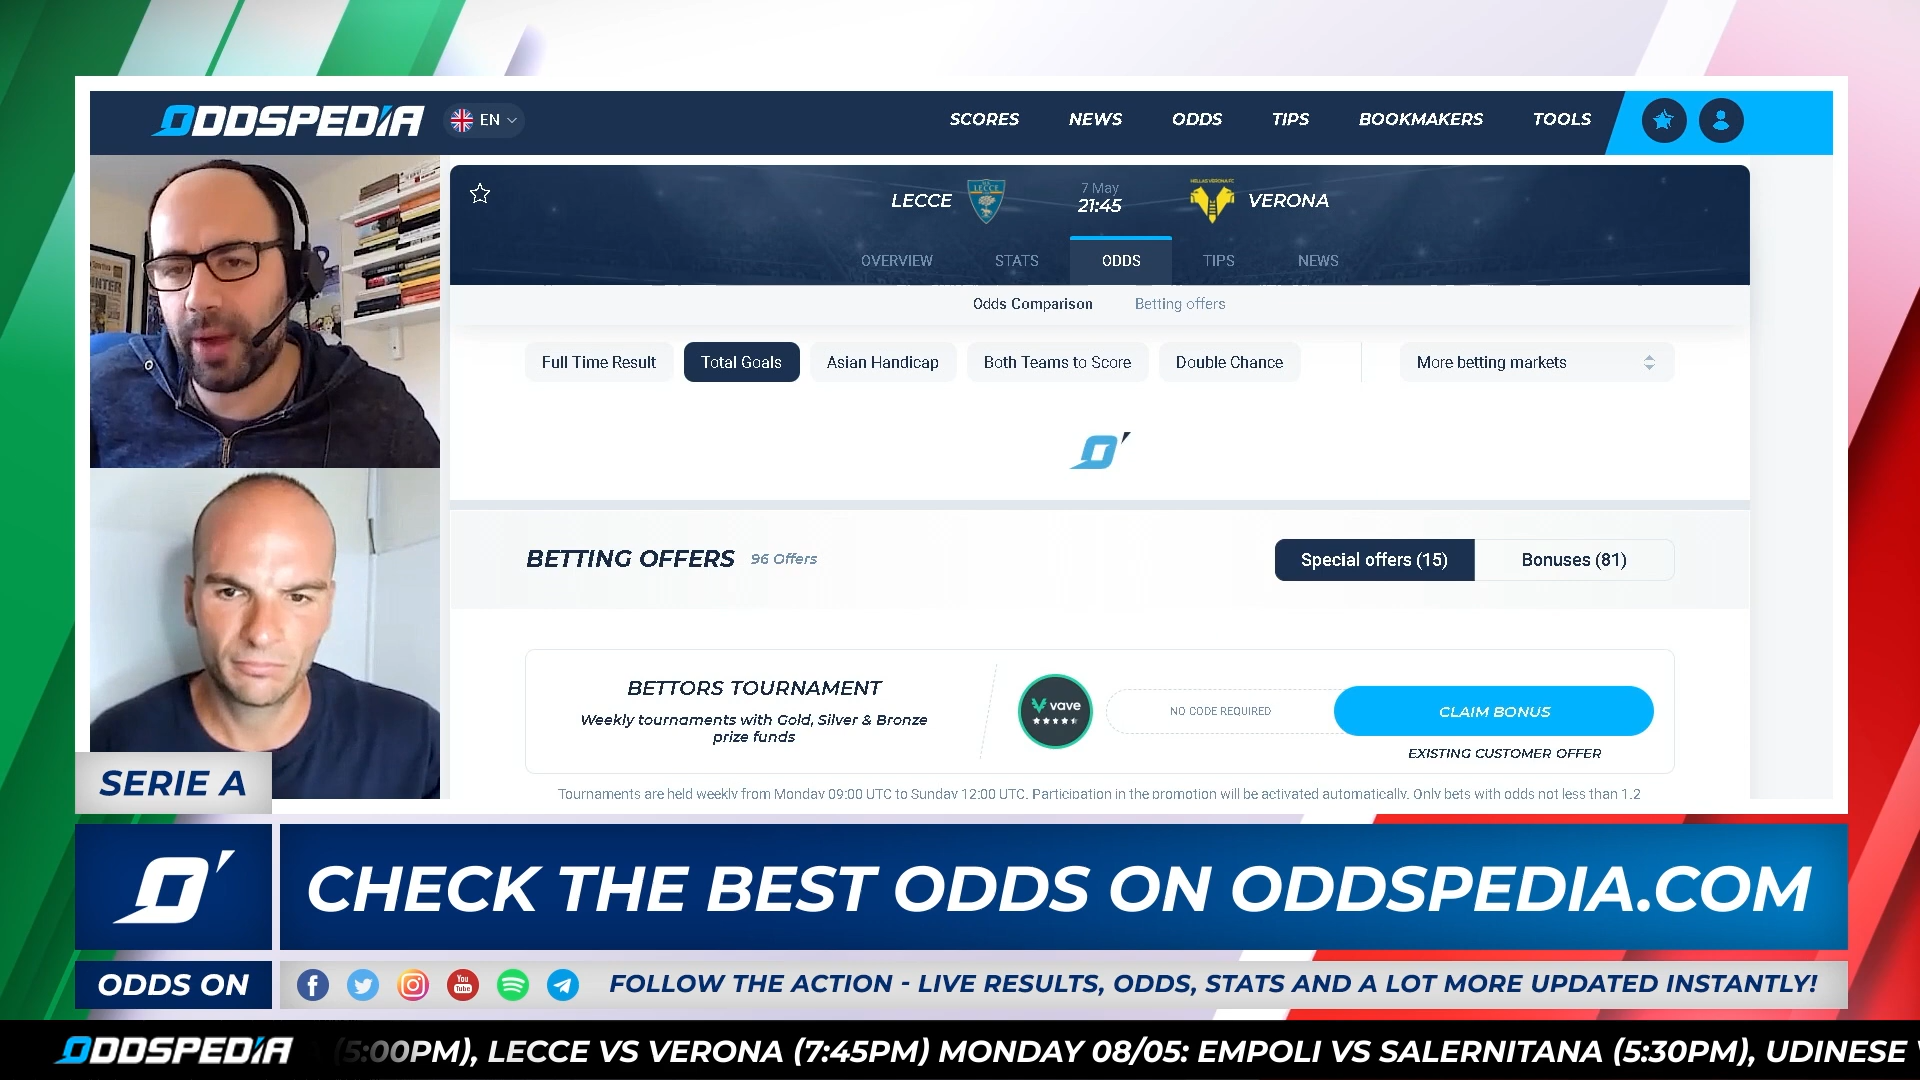 ODDSPEDIA
EN
SCORES NEWS ODDS TIPS BOOKMAKERS TOOLS
LECCE
7 May
21:45
VERONA
OVERVIEW STATS ODDS TIPS NEWS
Odds Comparison Betting offers
Full Time Result Total Goals Asian Handicap Both Teams to Score Double Chance More betting markets
BETTING OFFERS 96 Offers
Special offers (15) Bonuses (81)
BETTORS TOURNAMENT
Weekly tournaments with Gold, Silver & Bronze
prize funds
vave
NO CODE REQUIRED
CLAIM BONUS
EXISTING CUSTOMER OFFER
Tournaments are held weekly from Monday 09:00 UTC to Sunday 12:00 UTC. Participation in the promotion will be activated automatically. Only bets with odds not less than 1.2
SERIE A
CHECK THE BEST ODDS ON ODDSPEDIA.COM
ODDS ON
You
Tube
FOLLOW THE ACTION - LIVE RESULTS, ODDS, STATS AND A LOT MORE UPDATED INSTANTLY!
ODDSPEDIA
(5:00PM), LECCE VS VERONA (7:45PM) MONDAY 08/05: EMPOLI VS SALERNITANA (5:30PM), UDINESE